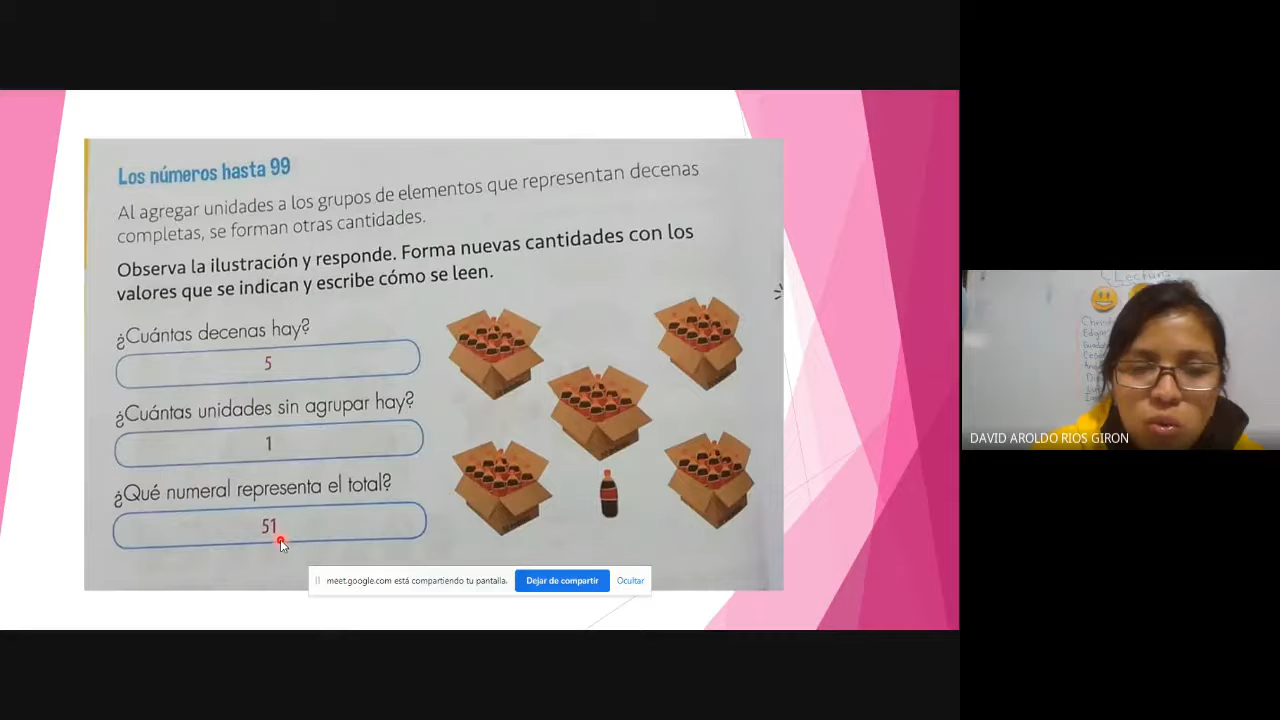 Los números hasta 99
Al agregar unidades a los grupos de elementos que representan decenas
completas, se forman otras cantidades.
Observa la ilustración y responde. Forma nuevas cantidades con los
valores que se indican y escribe cómo se leen.
¿Cuántas decenas hay?
5
¿Cuántas unidades sin agrupar hay?
1
¿Qué numeral representa el total?
51
meet.google.com está compartiendo tu pantalla.
Dejar de compartir
Ocultar
Lectura
DAVID AROLDO RIOS GIRON